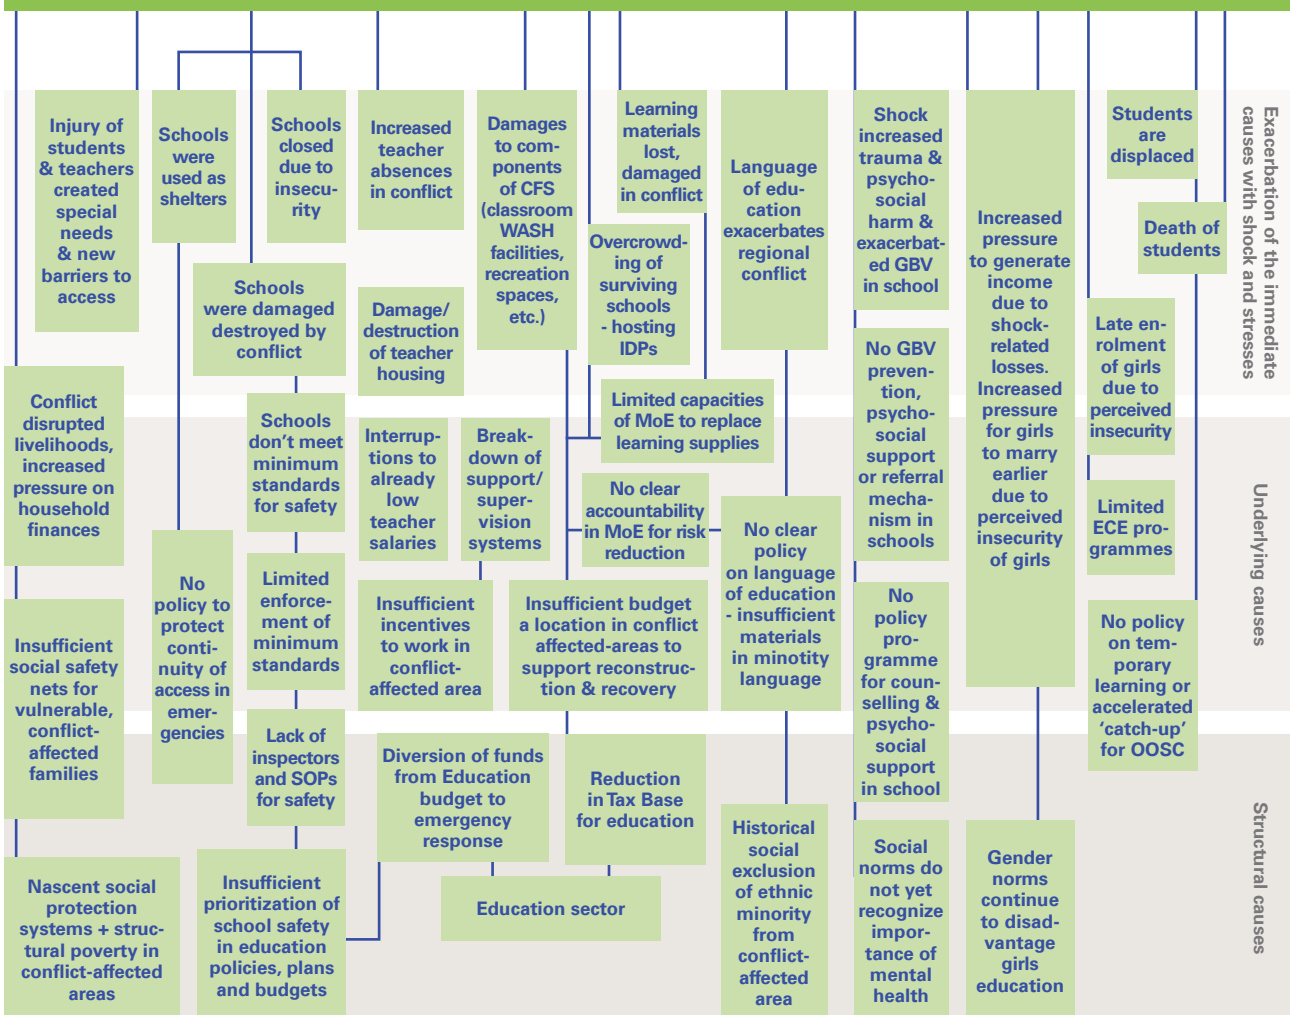 Injury of
students
& teachers
created
special
needs
& new
barriers to
access
Schools
were
used as
shelters
Schools
closed
due to
insecu-
rity
Schools
were damaged
destroyed by
conflict
Increased
teacher
absences
in conflict
Damage/
destruction
of teacher
housing
Damages
to com-
ponents
of CFS
(classroom
WASH
facilities,
recreation
spaces,
etc.)
Learning
materials
lost,
damaged
in conflict
Overcrowd-
ing of
surviving
schools
- hosting
IDPs
Language
of edu-
cation
exacerbates
regional
conflict
Shock
increased
trauma &
psycho-
social
harm &
exacerbat-
ed GBV
in school
Increased
pressure
to generate
income
due to
shock-
related
losses.
Increased
pressure
for girls
to marry
earlier
due to
perceived
insecurity
of girls
Students
are
displaced
Death of
students
Late en-
rolment
of girls
due to
perceived
insecurity
Exacerbation of the immediate
causes with shock and stresses
Conflict
disrupted
livelihoods,
increased
pressure on
household
finances
Schools
don't meet
minimum
standards
for safety
Interrup-
tions to
already
low
teacher
salaries
Break-
down of
support/
super-
vision
systems
Limited capacities
of MoE to replace
learning supplies
No clear
accountability
in MoE for risk
reduction
No GBV
preven-
tion,
psycho-
social
support
or referral
mecha-
nism in
schools
Limited
ECE pro-
grammes
Underlying causes
Insufficient
social safety
nets for
vulnerable,
conflict-
affected
families
No
policy to
protect
conti-
nuity of
access in
emer-
gencies
Limited
enforce-
ment of
minimum
standards
Insufficient
incentives
to work in
conflict-
affected area
Insufficient budget
a location in conflict
affected-areas to
support reconstruc-
tion & recovery
No clear
policy
on language
of education
- insufficient
materials
in minotity
language
No
policy pro-
gramme
for coun-
selling &
psycho-
social
support
in school
No policy
on tem-
porary
learning or
accelerated
'catch-up'
for OOSC
Lack of
inspectors
and SOPs
for safety
Diversion of funds
from Education
budget to
emergency
response
Reduction
in Tax Base
for education
Education sector
Nascent social
protection
systems + struc-
tural poverty in
conflict-affected
areas
Insufficient
prioritization of
school safety
in education
policies, plans
and budgets
Historical
social
exclusion
of ethnic
minority
from
conflict-
affected
area
Social
norms do
not yet
recognize
impor-
tance of
mental
health
Gender
norms
continue
to disad-
vantage
girls
education
Structural causes